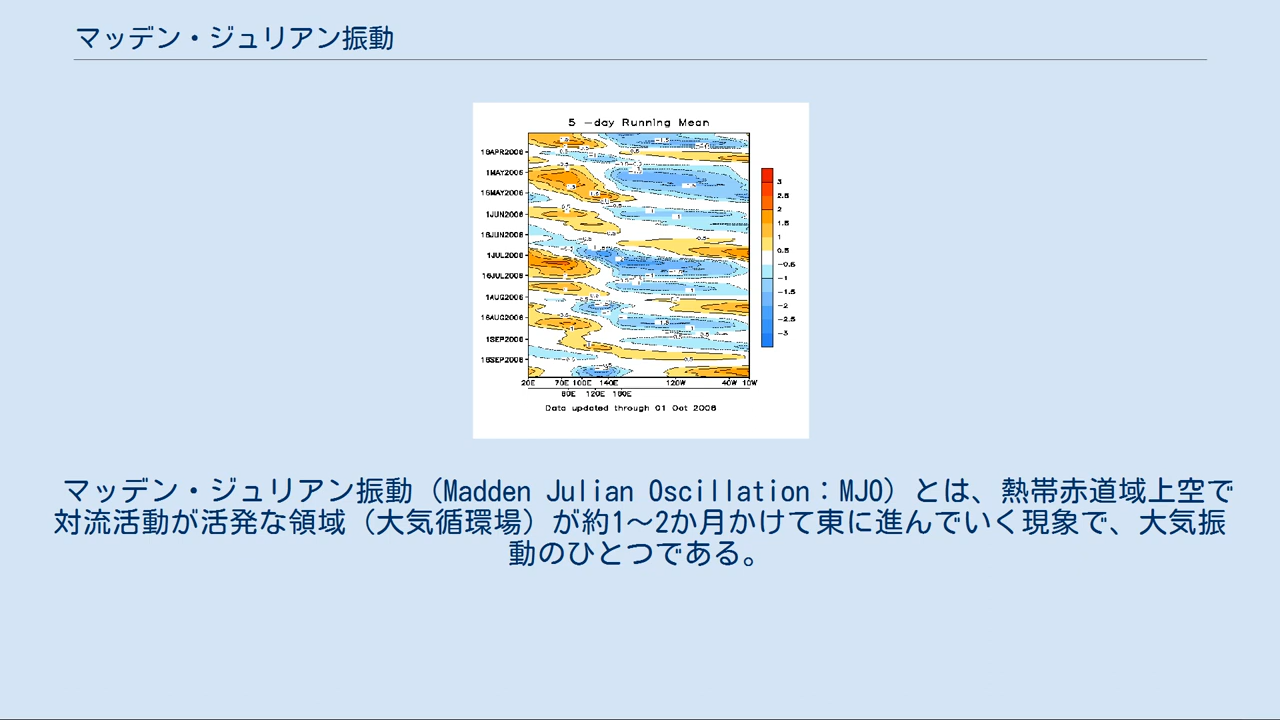 マッデン・ジュリアン振動
5 -day Running Mean
16APR2006
1MAY2006
16MAY2006
1JUN2006
16JUN2006
1JUL2006
16JUL2006
1AUG2006
16AUG2006
1SEP2006
16SEP2006
3
2.5
2
1.5
1
0.5
-0.5
-1
-1.5
-2
-2.5
-3
20E 70E 100E 140E 120W 40W 10W
80E 120E 160E
Data updated through 01 Oct 2006
マッデン・ジュリアン振動（Madden Julian Oscillation：MJO）とは、熱帯赤道域上空で
対流活動が活発な領域（大気循環場）が約1～2か月かけて東に進んでいく現象で、大気振
動のひとつである。